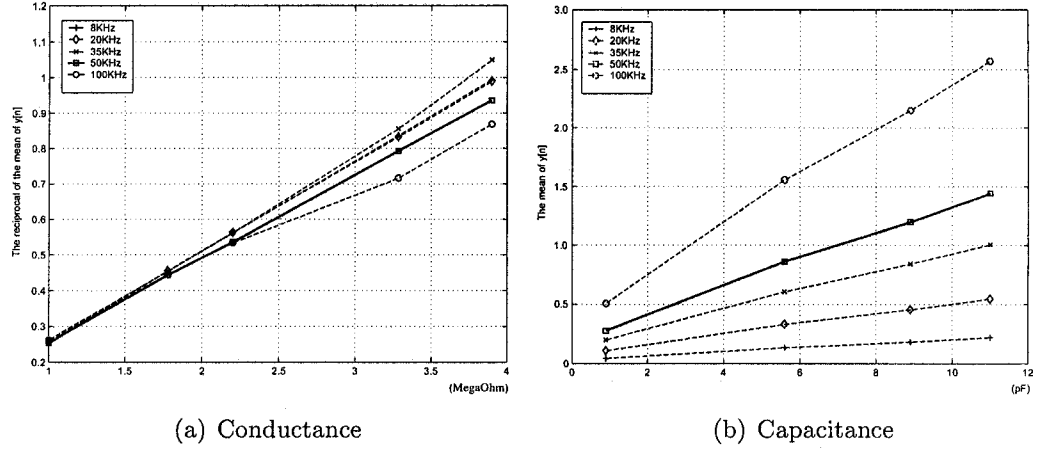 The reciprocal of the mean of y[n]
1.2
1.1
1
0.9
0.8
0.7
0.6
0.5
0.4
0.3
0.2
8KHz
20KHz
35KHz
50KHz
100KHz
1
1.5
2
2.5
3
3.5
4
(MegaOhm)
(a) Conductance
The mean of y[n]
3.0
2.5
2.0
1.5
1.0
0.5
0
8KHz
20KHz
35KHz
50KHz
100KHz
0
2
4
6
8
10
12
(pF)
(b) Capacitance